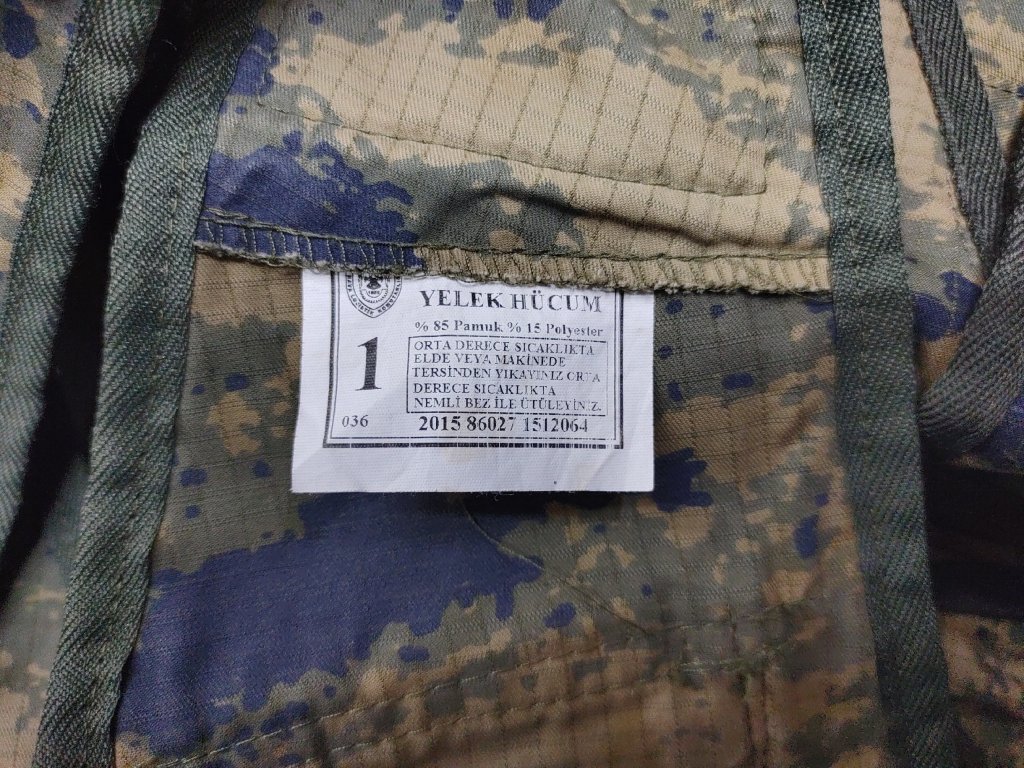 YELEK HÜCUM
% 85 Pamuk % 15 Polyester
1
ORTA DERECE SICAKLIKTA
ELDE VEYA MAKİNEDE
TERSİNDEN YIKAYINIZ ORTA
DERECE SICAKLIKTA
NEMLİ BEZ İLE ÜTÜLEYİNİZ.
036
2015 86027 1512064